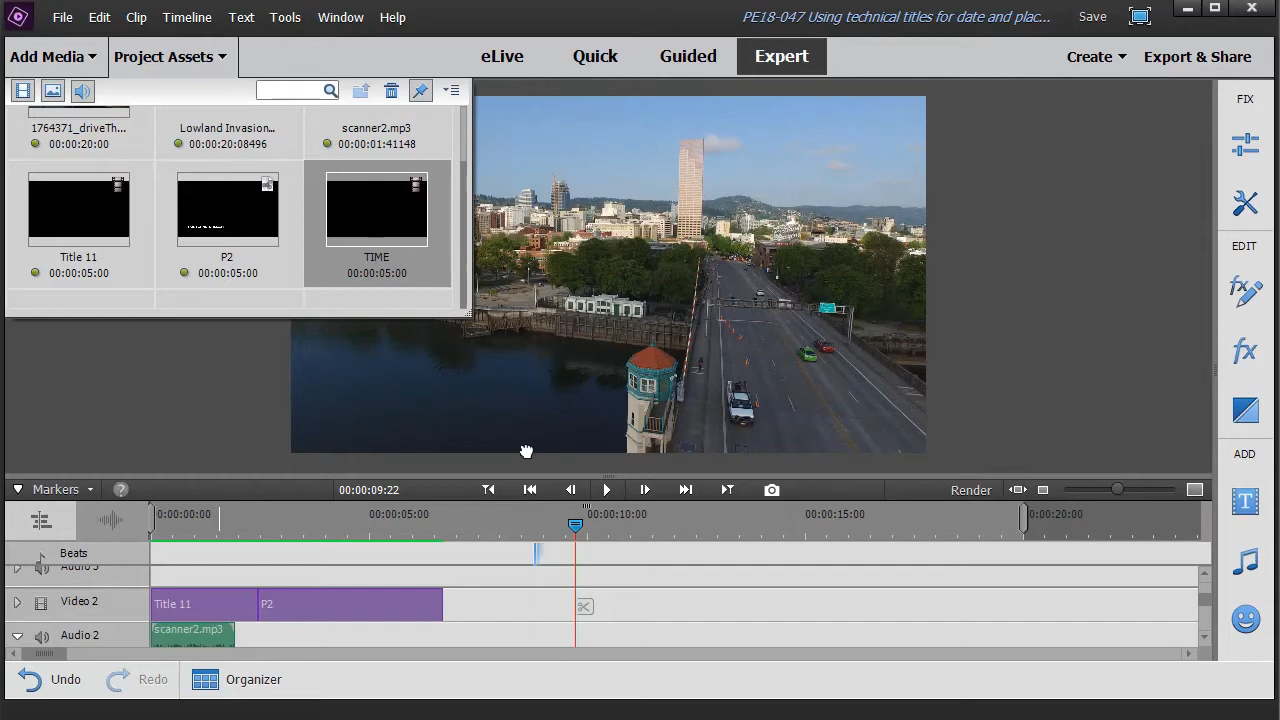 File Edit Clip Timeline Text Tools Window Help
PE18-047 Using technical titles for date and plac...
Save
Add Media
Project Assets
eLive
Quick
Guided
Expert
Create
Export & Share
1764371_driveTh...
00:00:20:00
Lowland Invasion...
00:00:20:08496
scanner2.mp3
00:00:01:41148
Title 11
00:00:05:00
P2
00:00:05:00
TIME
00:00:05:00
FIX
EDIT
ADD
Markers
00:00:09:22
Render
0:00:00:00
00:00:05:00
00:00:10:00
00:00:15:00
0:00:20:00
Beats
Audio 3
Video 2
Title 11
P2
Audio 2
scanner2.mp3
Undo
Redo
Organizer